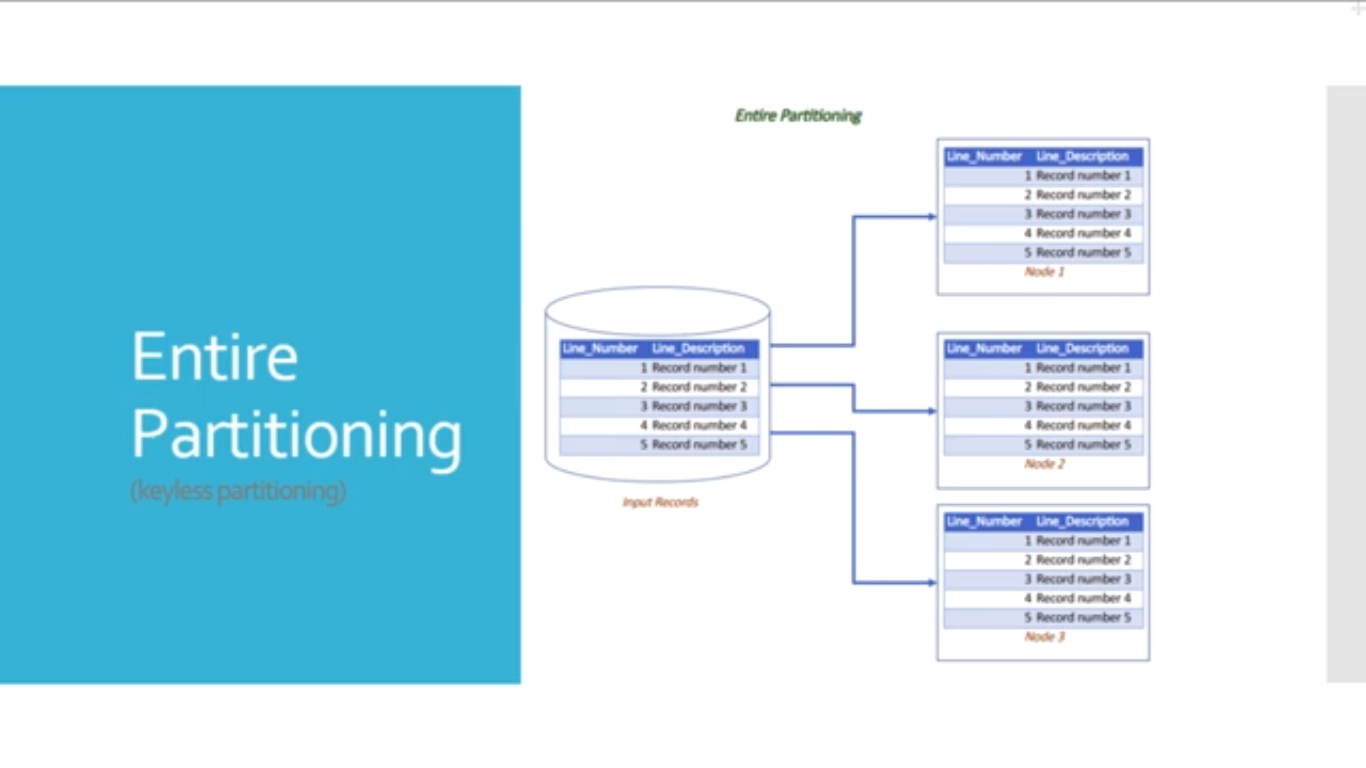 Entire
Partitioning
(keyless partitioning)
Entire Partitioning
Line_Number Line_Description
1 Record number 1
2 Record number 2
3 Record number 3
4 Record number 4
5 Record number 5
Input Records
Line_Number Line_Description
1 Record number 1
2 Record number 2
3 Record number 3
4 Record number 4
5 Record number 5
Node 1
Line_Number Line_Description
1 Record number 1
2 Record number 2
3 Record number 3
4 Record number 4
5 Record number 5
Node 2
Line_Number Line_Description
1 Record number 1
2 Record number 2
3 Record number 3
4 Record number 4
5 Record number 5
Node 3